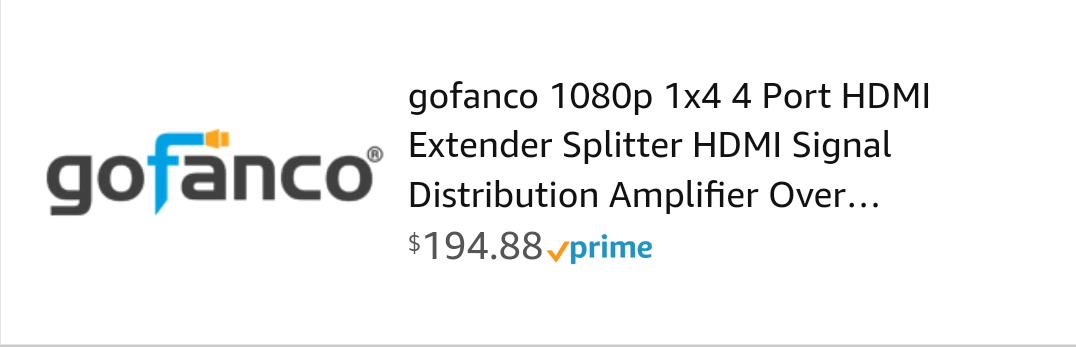 gofanco®
gofanco 1080p 1x4 4 Port HDMI
Extender Splitter HDMI Signal
Distribution Amplifier Over…
$194.88 prime